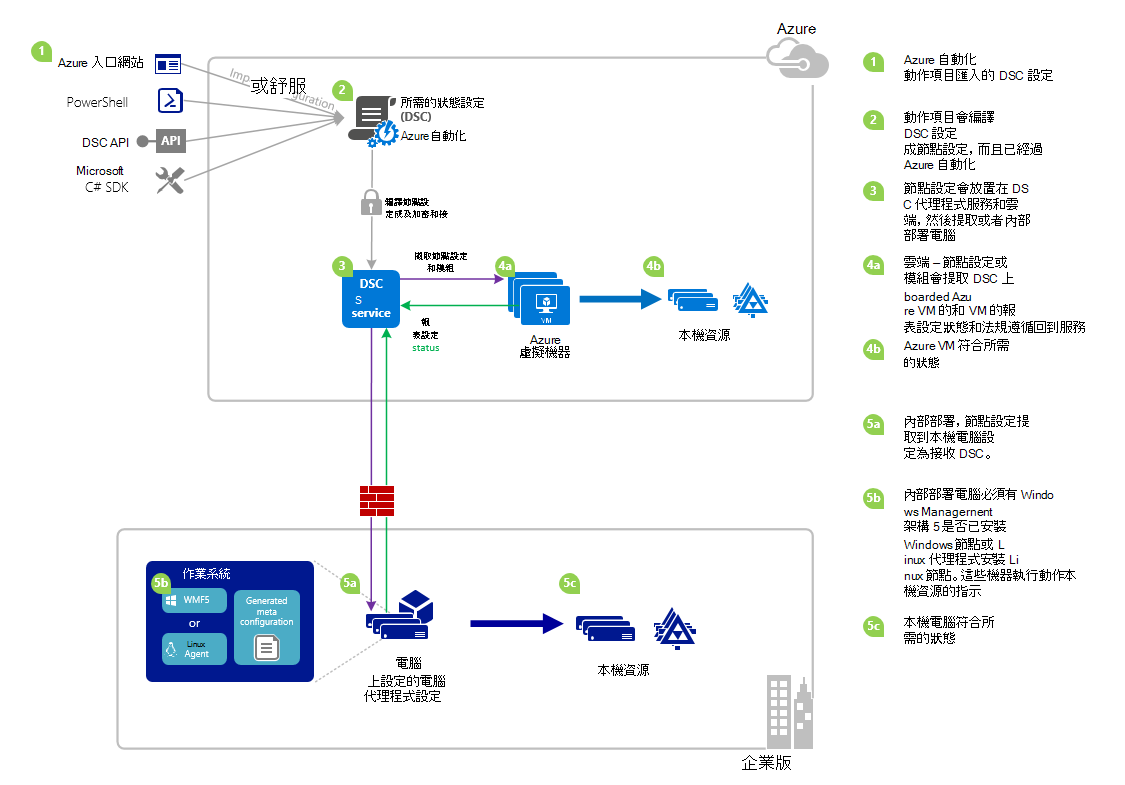 Azure
1
Azure 入口網站
PowerShell
DSC API
API
Microsoft
C# SDK
或舒服
2
所需的狀態設定
(DSC)
Azure自動化
編譯節點設
定成及加密和接
3
DSC
S
service
擷取節點設定
和模組
報
表設定
status
4a
VM
Azure
虛擬機器
4b
本機資源
作業系統
5b
WMF5
or
Linux
Agent
Generated
meta
configuration
5a
電腦
上設定的電腦
代理程式設定
5c
本機資源
企業版
1
Azure 自動化
動作項目匯入的 DSC 設定
2
動作項目會編譯
DSC 設定
成節點設定，而且已經過
Azure 自動化
3
節點設定會放置在 DS
C 代理程式服務和雲
端，然後提取或者內部
部署電腦
4a
雲端 – 節點設定或
模組會提取 DSC 上
boarded Azu
re VM 的和 VM 的報
表設定狀態和法規遵循回到服務
4b
Azure VM 符合所需
的狀態
5a
內部部署，節點設定提
取到本機電腦設
定為接收 DSC。
5b
內部部署電腦必須有 Windo
ws Management
架構 5 是否已安裝
Windows 節點或 L
inux 代理程式安裝 Li
nux 節點。這些機器執行動作本
機資源的指示
5c
本機電腦符合所
需的狀態